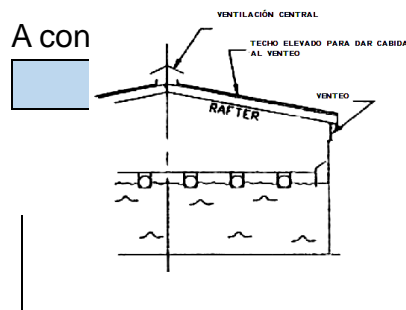 VENTILACIÓN CENTRAL
A con
TECHO ELEVADO PARA DAR CABIDA
AL VENTEO
VENTEO
RAFTER